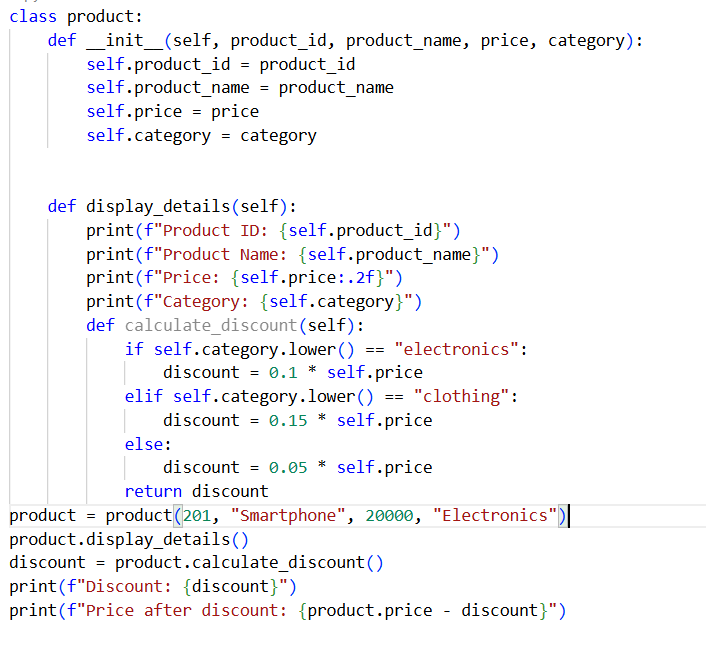 class product:
    def __init__(self, product_id, product_name, price, category):
        self.product_id = product_id
        self.product_name = product_name
        self.price = price
        self.category = category
    def display_details(self):
        print(f"Product ID: {self.product_id}")
        print(f"Product Name: {self.product_name}")
        print(f"Price: {self.price:.2f}")
        print(f"Category: {self.category}")
        def calculate_discount(self):
            if self.category.lower() == "electronics":
                discount = 0.1 * self.price
            elif self.category.lower() == "clothing":
                discount = 0.15 * self.price
            else:
                discount = 0.05 * self.price
            return discount
product = product(201, "Smartphone", 20000, "Electronics")
product.display_details()
discount = product.calculate_discount()
print(f"Discount: {discount}")
print(f"Price after discount: {product.price - discount}")